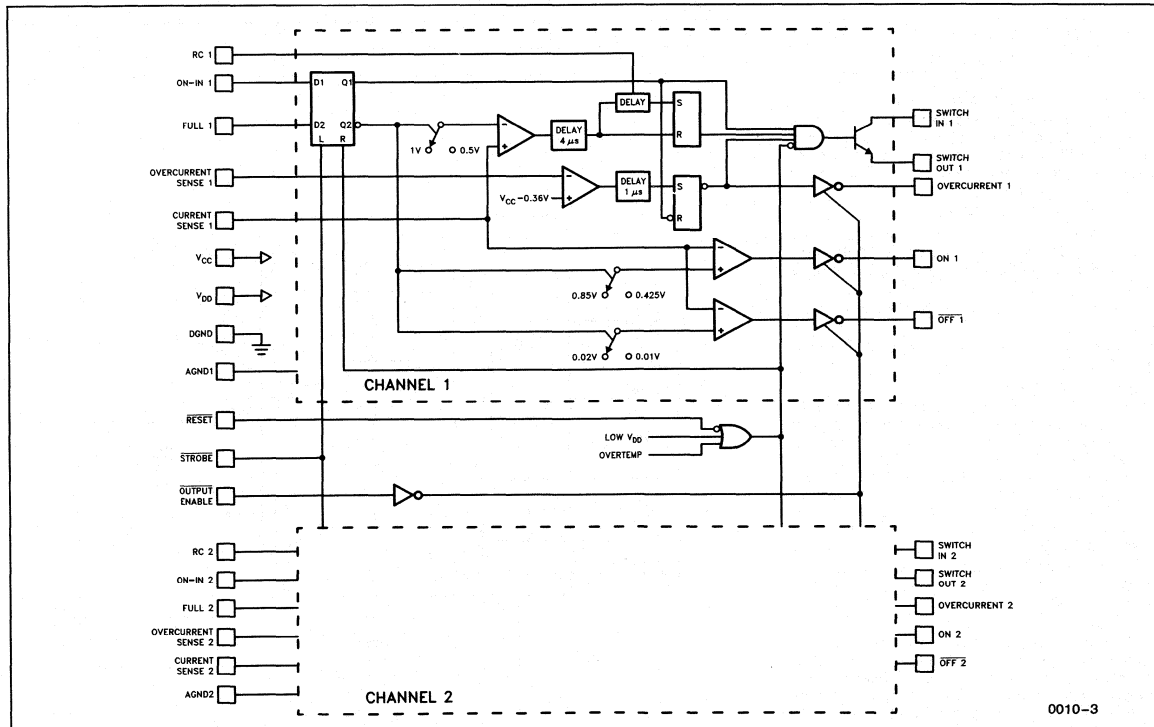 RC 1
ON-IN 1
FULL 1
OVERCURRENT
SENSE 1
CURRENT
SENSE 1
VCC
VDD
DGND
AGND1
D1 Q1
D2 Q2
L R
1V 0.5V
DELAY
4 µs
DELAY
S
R
VCC-0.36V
DELAY
1 µs
S
R
0.85V 0.425V
0.02V 0.01V
SWITCH
IN 1
SWITCH
OUT 1
OVERCURRENT 1
ON 1
OFF 1
CHANNEL 1
RESET
STROBE
OUTPUT
ENABLE
LOW VDD
OVERTEMP
RC 2
ON-IN 2
FULL 2
OVERCURRENT
SENSE 2
CURRENT
SENSE 2
AGND2
SWITCH
IN 2
SWITCH
OUT 2
OVERCURRENT 2
ON 2
OFF 2
CHANNEL 2
0010-3